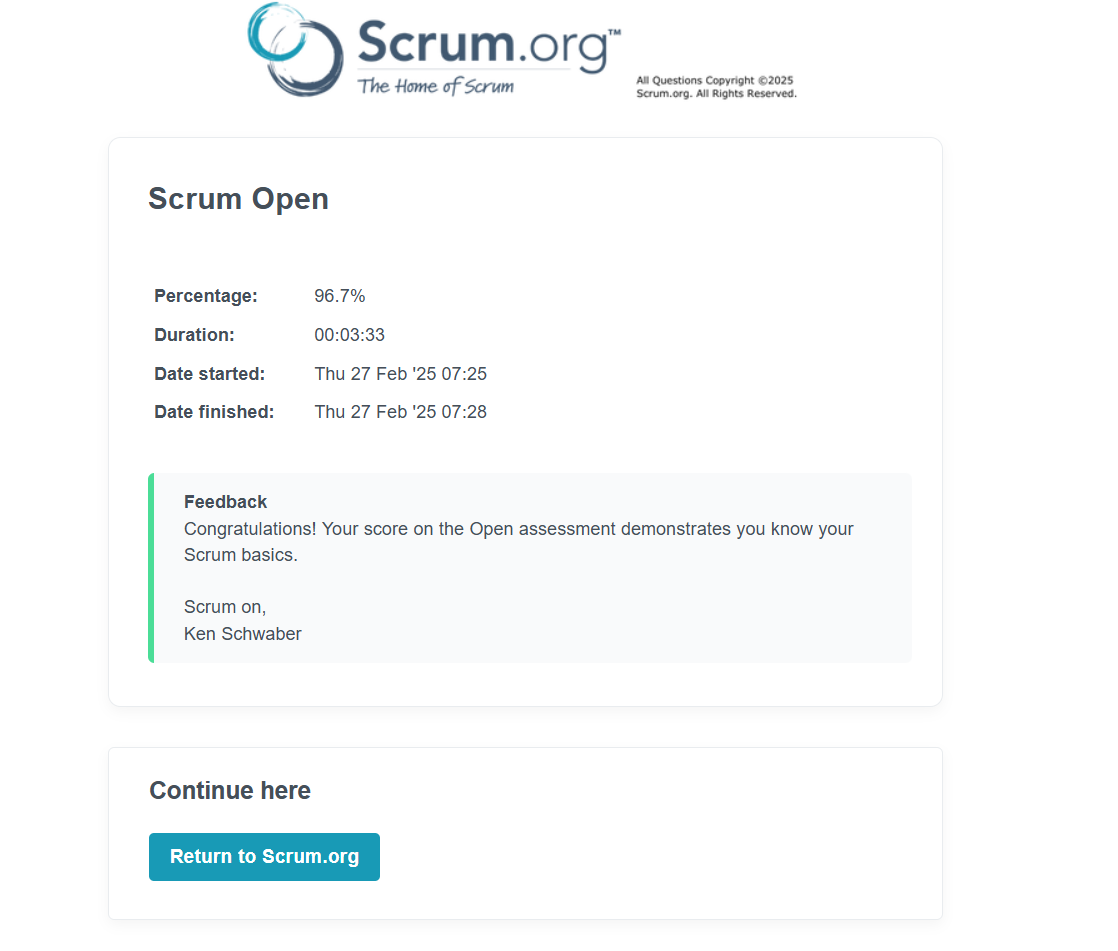 Scrum.org™
The Home of Scrum
All Questions Copyright ©2025
Scrum.org. All Rights Reserved.
Scrum Open
Percentage: 96.7%
Duration: 00:03:33
Date started: Thu 27 Feb '25 07:25
Date finished: Thu 27 Feb '25 07:28
Feedback
Congratulations! Your score on the Open assessment demonstrates you know your
Scrum basics.
Scrum on,
Ken Schwaber
Continue here
Return to Scrum.org